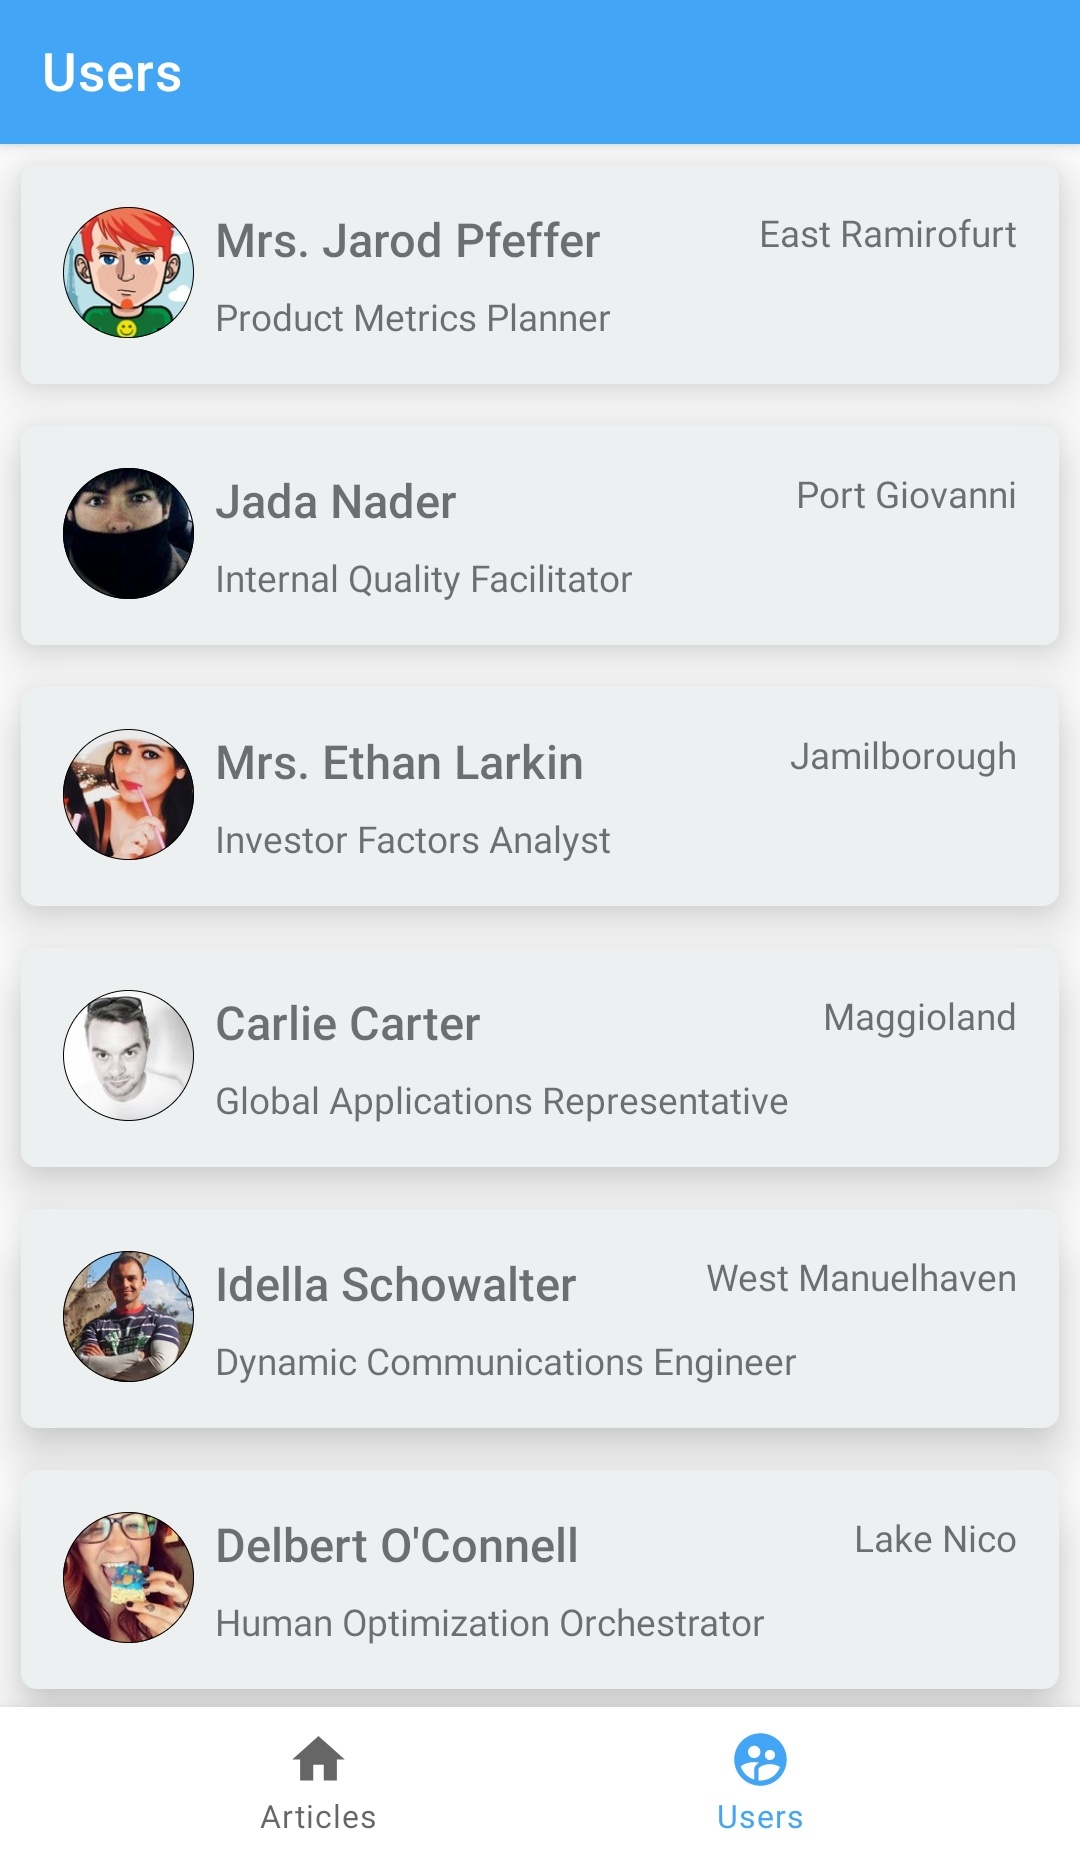 Users
Mrs. Jarod Pfeffer
East Ramirofurt
Product Metrics Planner
Jada Nader
Port Giovanni
Internal Quality Facilitator
Mrs. Ethan Larkin
Jamilborough
Investor Factors Analyst
Carlie Carter
Maggioland
Global Applications Representative
Idella Schowalter
West Manuelhaven
Dynamic Communications Engineer
Delbert O'Connell
Lake Nico
Human Optimization Orchestrator
Articles
Users